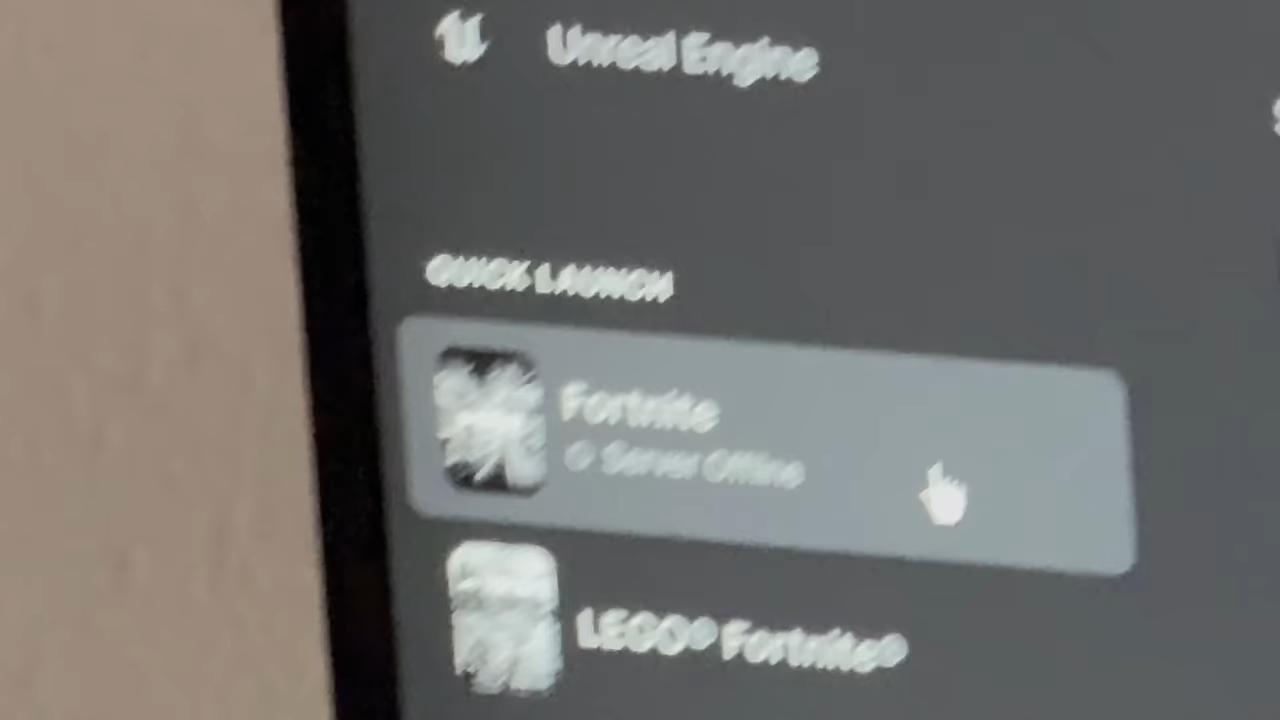 Unreal Engine
QUICK LAUNCH
Fortnite
Server Offline
LEGO® Fortnite®